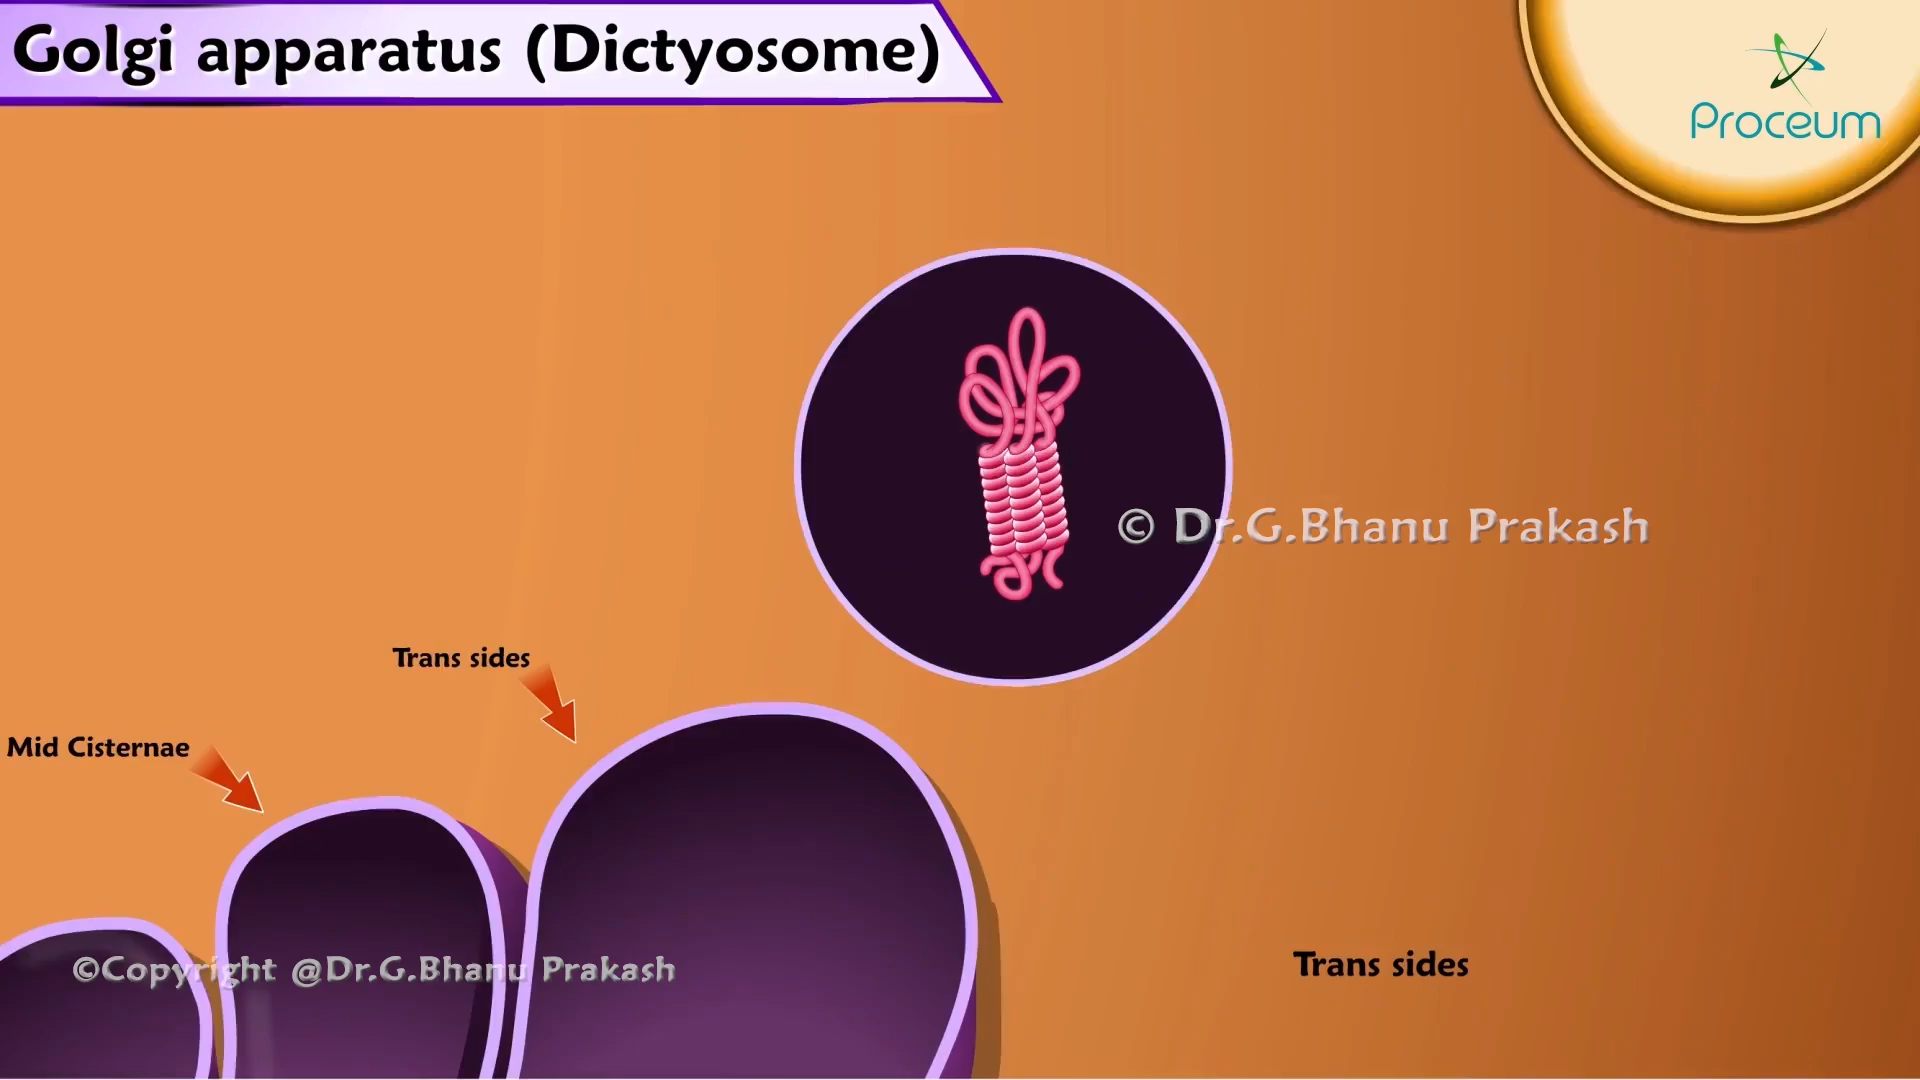 Golgi apparatus (Dictyosome)
Proceum
© Dr.G.Bhanu Prakash
Trans sides
Mid Cisternae
©Copyright @Dr.G.Bhanu Prakash
Trans sides